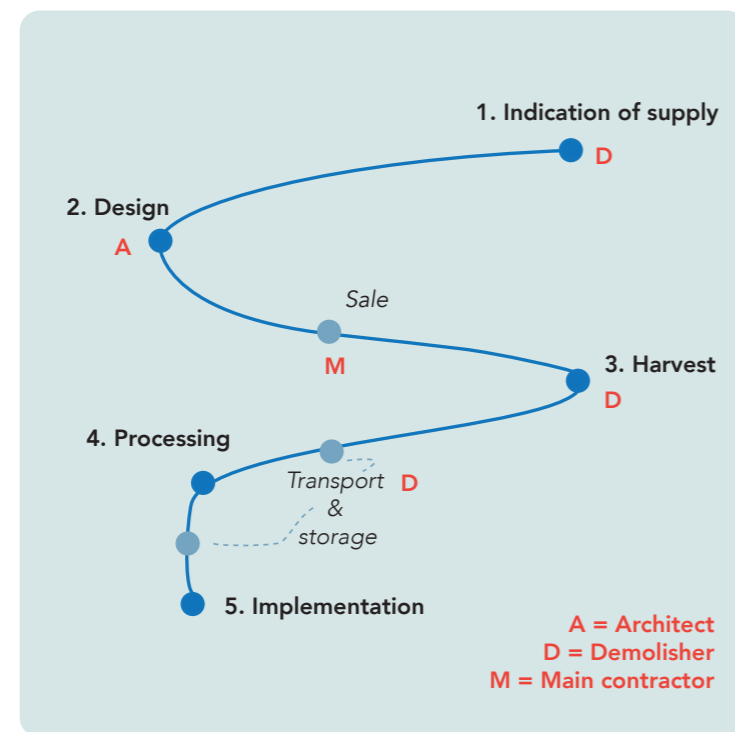 1. Indication of supply
D
2. Design
A
Sale
M
3. Harvest
D
4. Processing
Transport D
&
storage
5. Implementation
A = Architect
D = Demolisher
M = Main contractor